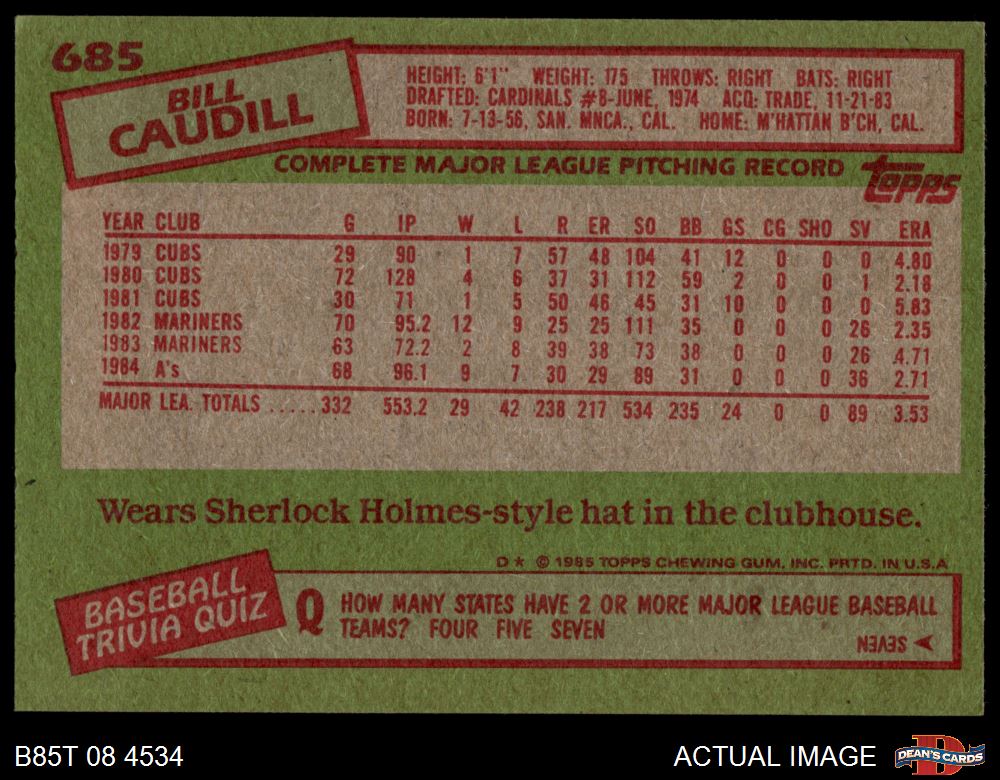 685
BILL
CAUDILL
HEIGHT: 6'1" WEIGHT: 175 THROWS: RIGHT BATS: RIGHT
DRAFTED: CARDINALS #8-JUNE, 1974 ACQ: TRADE, 11-21-83
BORN: 7-13-56, SAN. MNCA., CAL. HOME: M'HATTAN B'CH, CAL.
COMPLETE MAJOR LEAGUE PITCHING RECORD
topps
YEAR CLUB G IP W L R ER SO BB GS CG SHO SV ERA
1979 CUBS 29 90 1 7 57 48 104 41 12 0 0 0 4.80
1980 CUBS 72 128 4 6 37 31 112 59 2 0 0 1 2.18
1981 CUBS 30 71 1 5 50 46 45 31 10 0 0 0 5.83
1982 MARINERS 70 95.2 12 9 25 25 111 35 0 0 0 26 2.35
1983 MARINERS 63 72.2 2 8 39 38 73 38 0 0 0 26 4.71
1984 A's 68 96.1 9 7 30 29 89 31 0 0 0 36 2.71
MAJOR LEA. TOTALS .....332 553.2 29 42 238 217 534 235 24 0 0 89 3.53
Wears Sherlock Holmes-style hat in the clubhouse.
D* © 1985 TOPPS CHEWING GUM, INC. PRTD. IN U.S.A
BASEBALL
TRIVIA QUIZ
Q HOW MANY STATES HAVE 2 OR MORE MAJOR LEAGUE BASEBALL
TEAMS? FOUR FIVE SEVEN
SEVEN
B85T 08 4534
ACTUAL IMAGE
DEAN'S CARDS